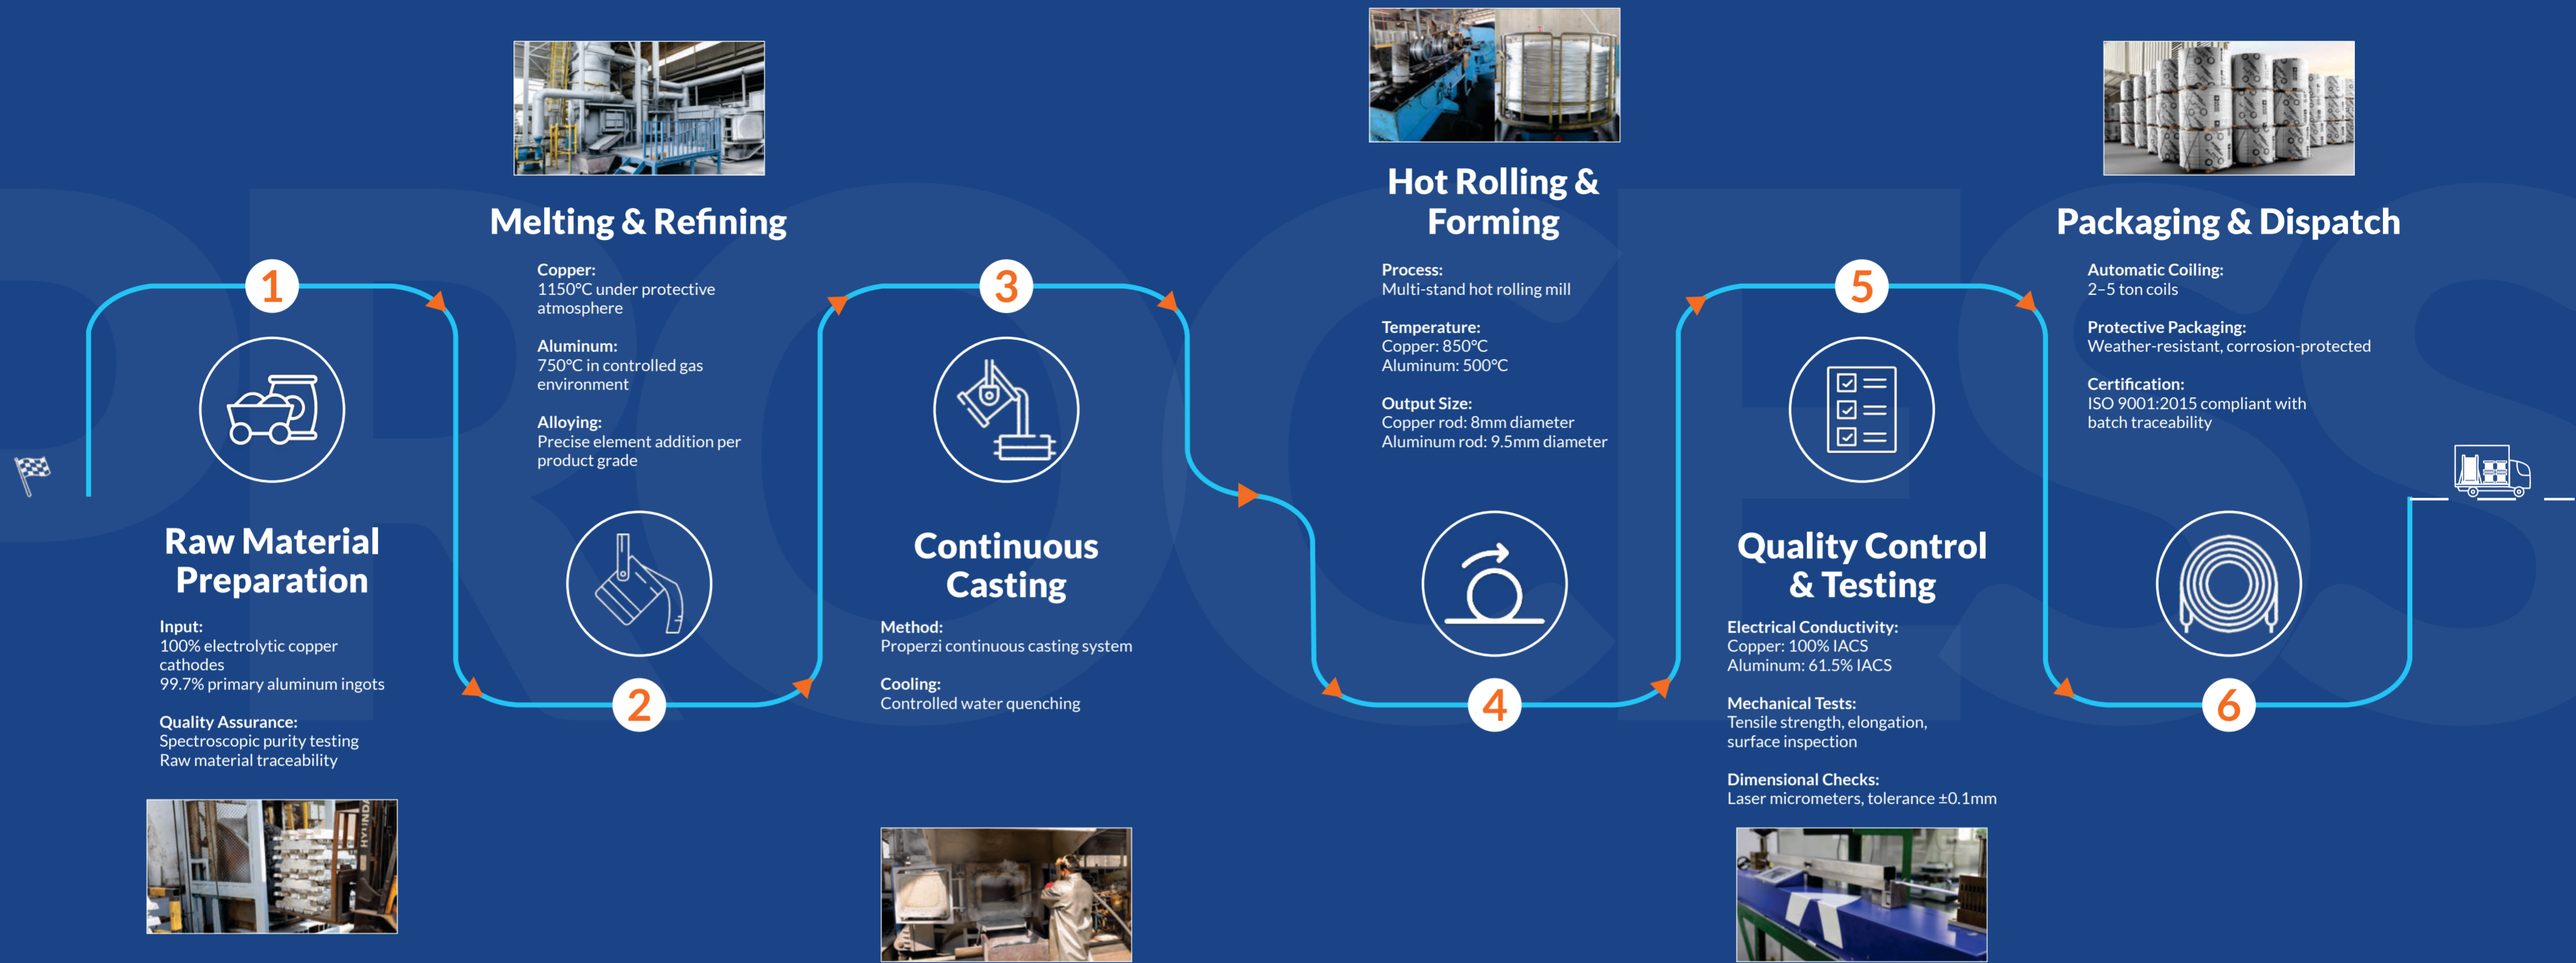 PROCESS
1
Raw Material
Preparation
Input:
100% electrolytic copper
cathodes
99.7% primary aluminum ingots
Quality Assurance:
Spectroscopic purity testing
Raw material traceability
HYUNDA
Melting & Refining
Copper:
1150°C under protective
atmosphere
Aluminum:
750°C in controlled gas
environment
Alloying:
Precise element addition per
product grade
2
3
Continuous
Casting
Method:
Properzi continuous casting system
Cooling:
Controlled water quenching
Hot Rolling &
Forming
Process:
Multi-stand hot rolling mill
Temperature:
Copper: 850°C
Aluminum: 500°C
Output Size:
Copper rod: 8mm diameter
Aluminum rod: 9.5mm diameter
4
5
Quality Control
& Testing
Electrical Conductivity:
Copper: 100% IACS
Aluminum: 61.5% IACS
Mechanical Tests:
Tensile strength, elongation,
surface inspection
Dimensional Checks:
Laser micrometers, tolerance ±0.1mm
Packaging & Dispatch
Automatic Coiling:
2–5 ton coils
Protective Packaging:
Weather-resistant, corrosion-protected
Certification:
ISO 9001:2015 compliant with
batch traceability
6